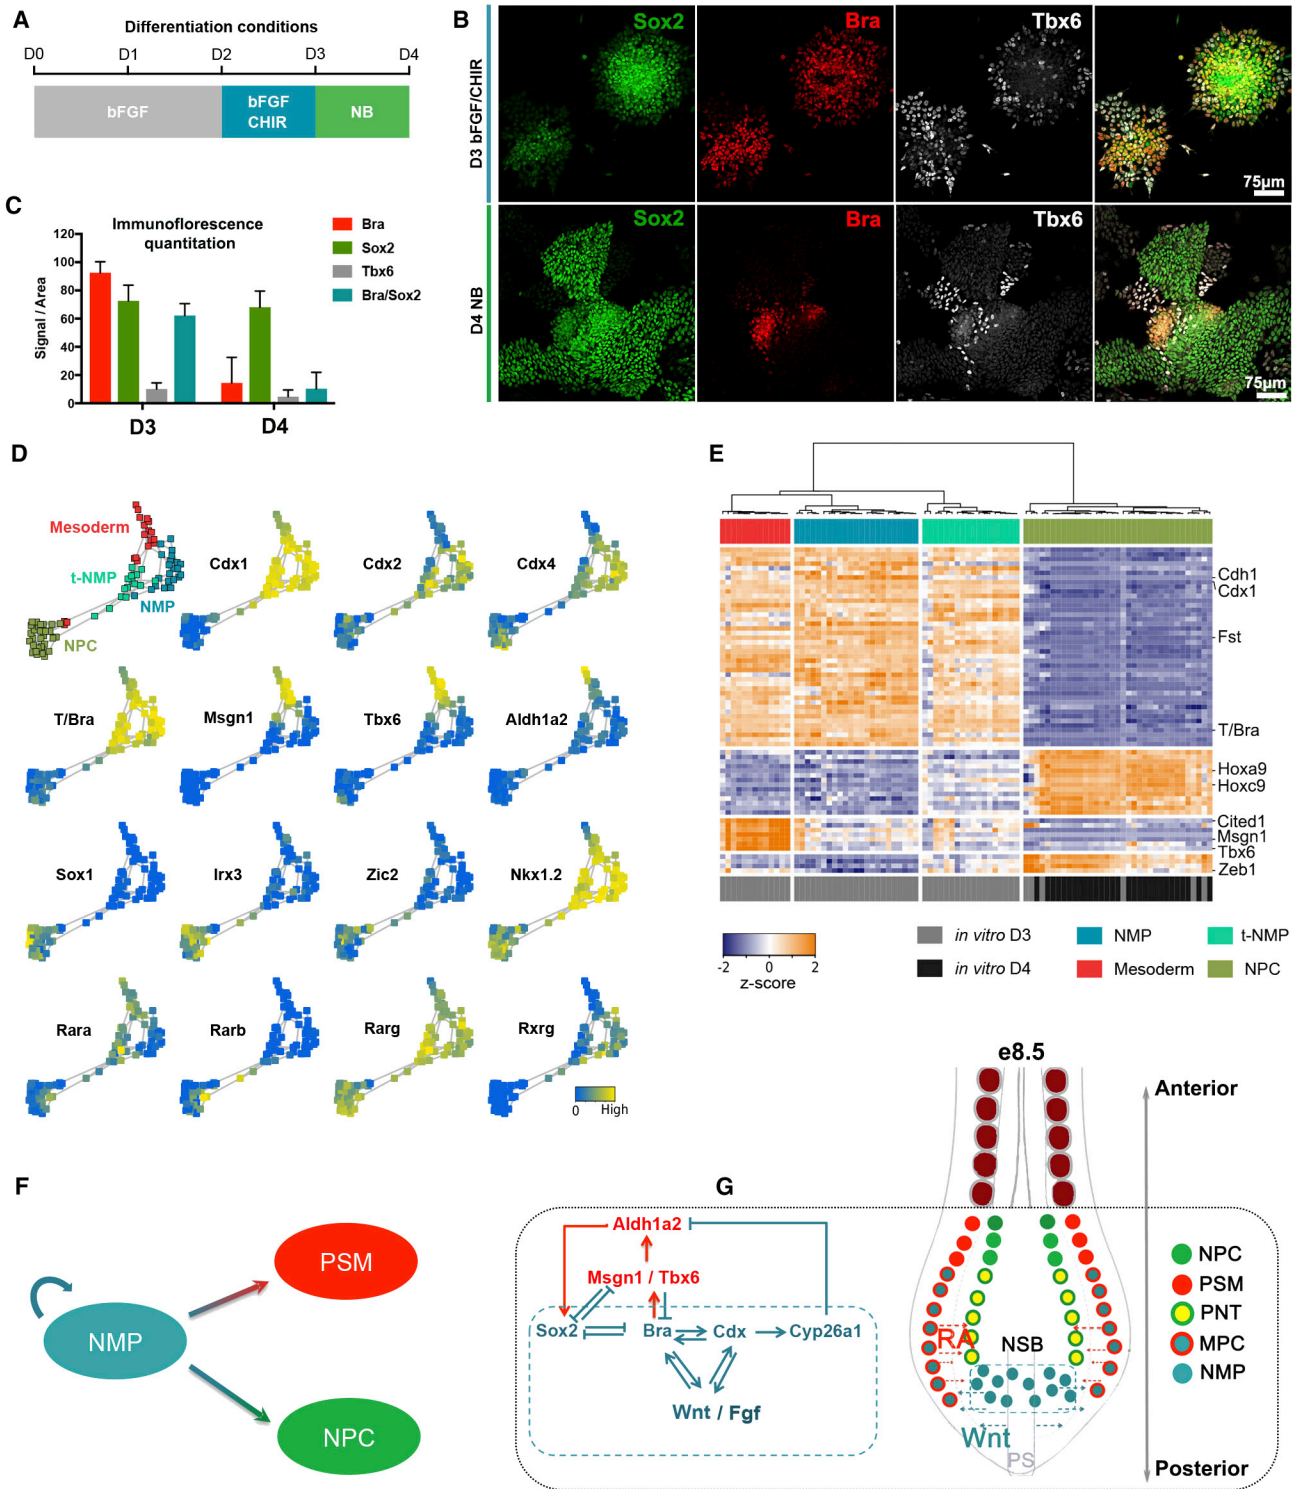 A
Differentiation conditions
D0 D1 D2 D3 D4
bFGF
bFGF
CHIR
NB
B
Sox2 Bra Tbx6
D3 bFGF/CHIR
75µm
Sox2 Bra Tbx6
D4 NB
75µm
C
Immunoflorescence
quantitation
Signal / Area
120
100
80
60
40
20
0
D3 D4
Bra
Sox2
Tbx6
Bra/Sox2
D
Mesoderm
t-NMP
NMP
NPC
Cdx1 Cdx2 Cdx4
T/Bra Msgn1 Tbx6 Aldh1a2
Sox1 Irx3 Zic2 Nkx1.2
Rara Rarb Rarg Rxrg
0 High
E
Cdh1
Cdx1
Fst
T/Bra
Hoxa9
Hoxc9
Cited1
Msgn1
Tbx6
Zeb1
-2 0 2
z-score
in vitro D3
in vitro D4
NMP
Mesoderm
t-NMP
NPC
F
NMP
PSM
NPC
G
Aldh1a2
Msgn1 / Tbx6
Sox2 Bra Cdx Cyp26a1
Wnt / Fgf
e8.5
Anterior
RA
NSB
Wnt
PS
Posterior
NPC
PSM
PNT
MPC
NMP